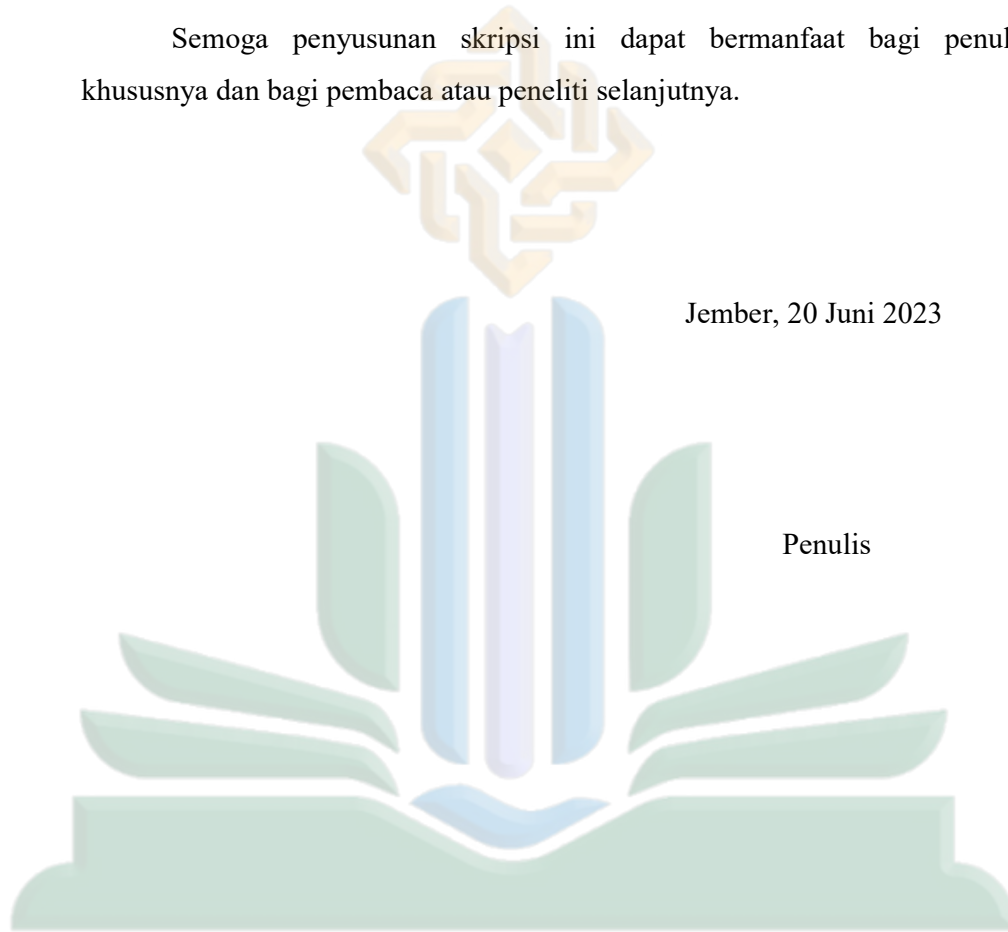 Semoga penyusunan skripsi ini dapat bermanfaat bagi penul
khususnya dan bagi pembaca atau peneliti selanjutnya.
Jember, 20 Juni 2023
Penulis